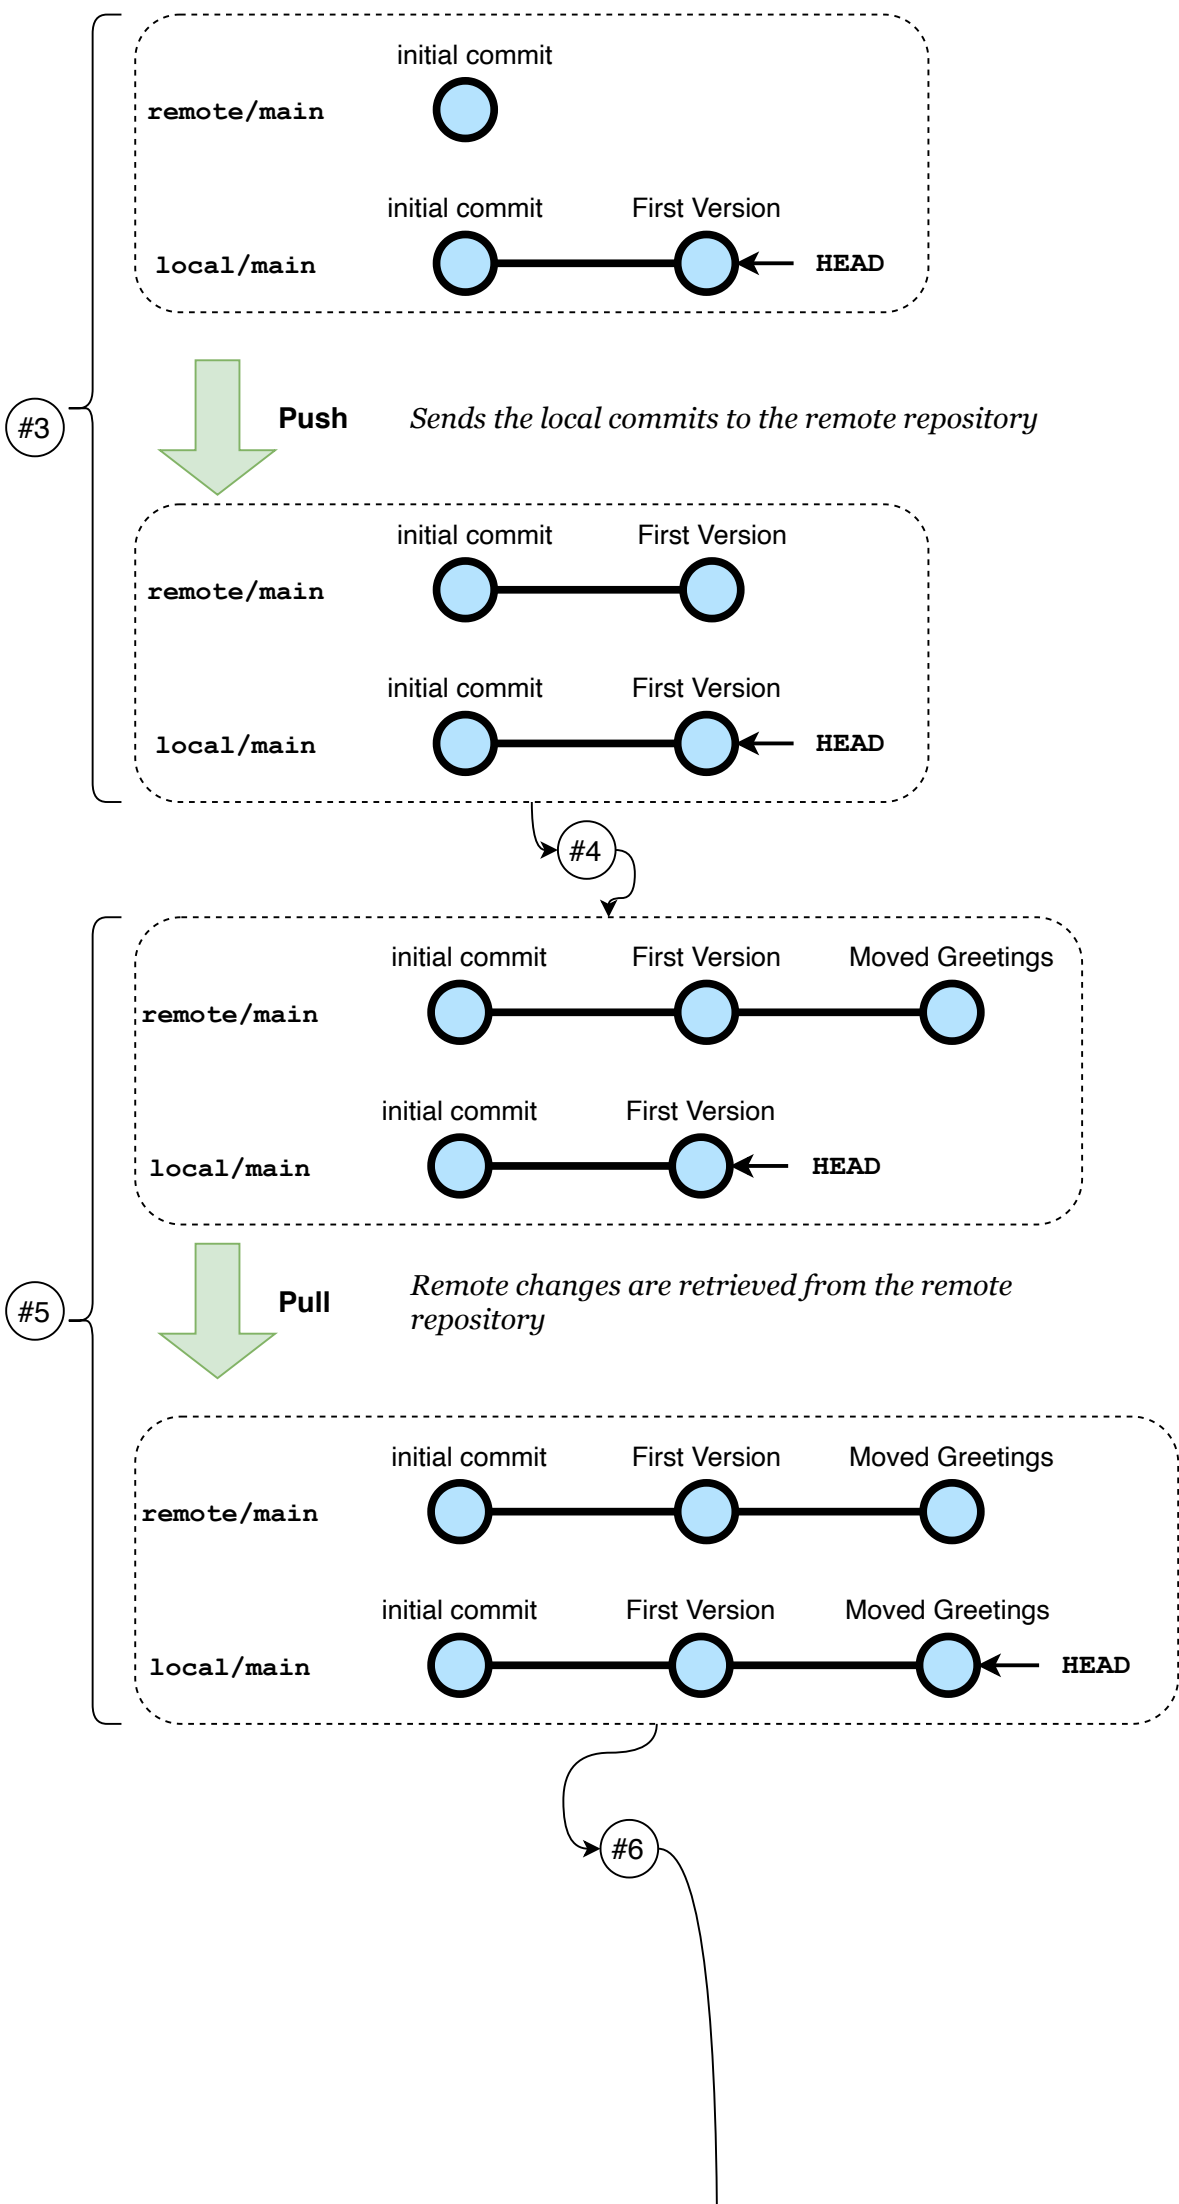 initial commit
remote/main
initial commit First Version
local/main HEAD
#3
Push Sends the local commits to the remote repository
initial commit First Version
remote/main
initial commit First Version
local/main HEAD
#4
initial commit First Version Moved Greetings
remote/main
initial commit First Version
local/main HEAD
#5
Pull Remote changes are retrieved from the remote
repository
initial commit First Version Moved Greetings
remote/main
initial commit First Version Moved Greetings
local/main HEAD
#6